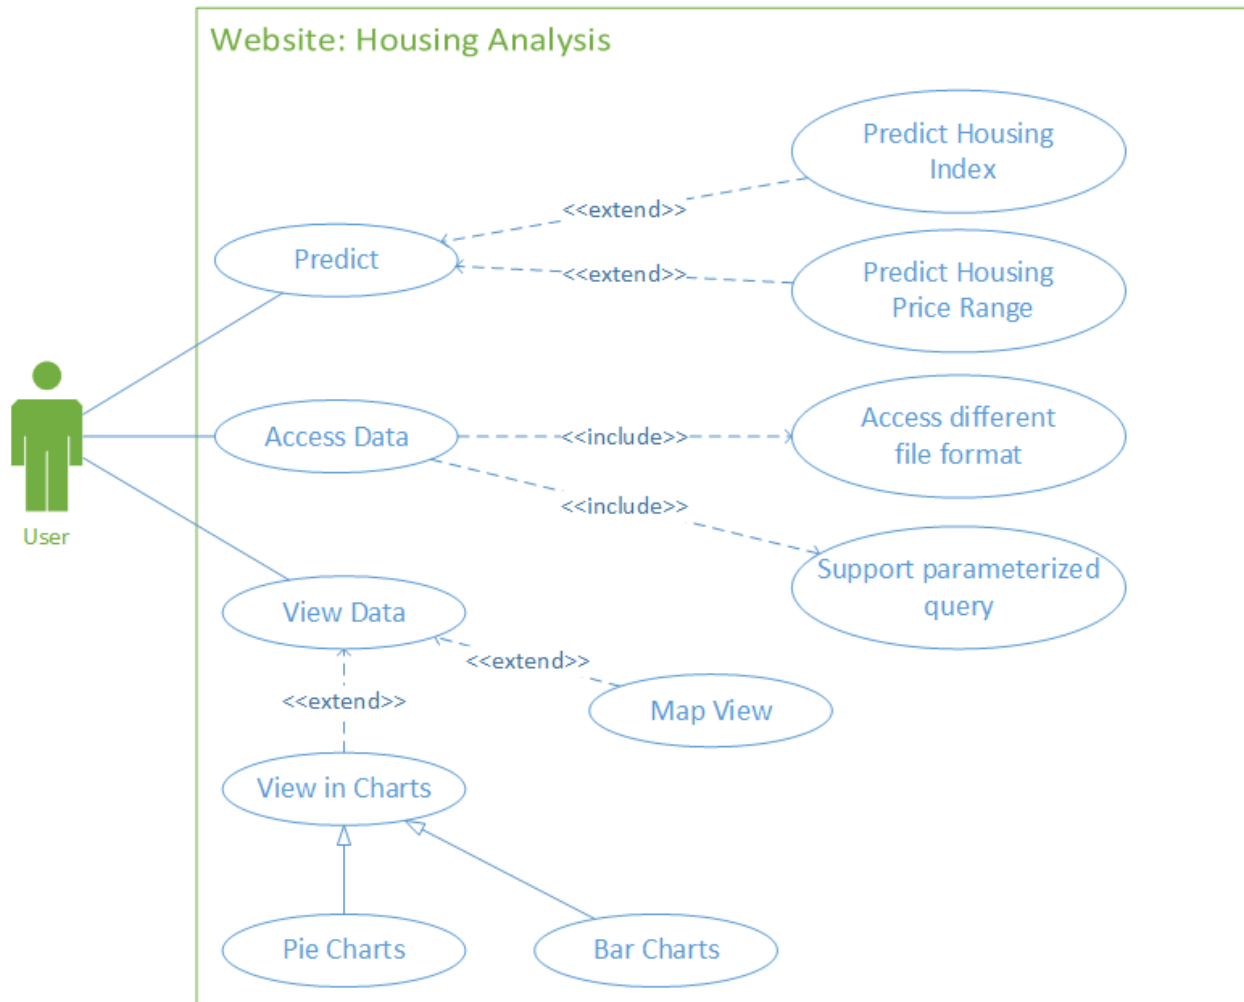 Website: Housing Analysis
Predict Housing
Index
<<extend>>
Predict
<<extend>>
Predict Housing
Price Range
User
Access Data
<<include>>
Access different
file format
<<include>>
Support parameterized
query
View Data
<<extend>>
Map View
<<extend>>
View in Charts
Pie Charts
Bar Charts